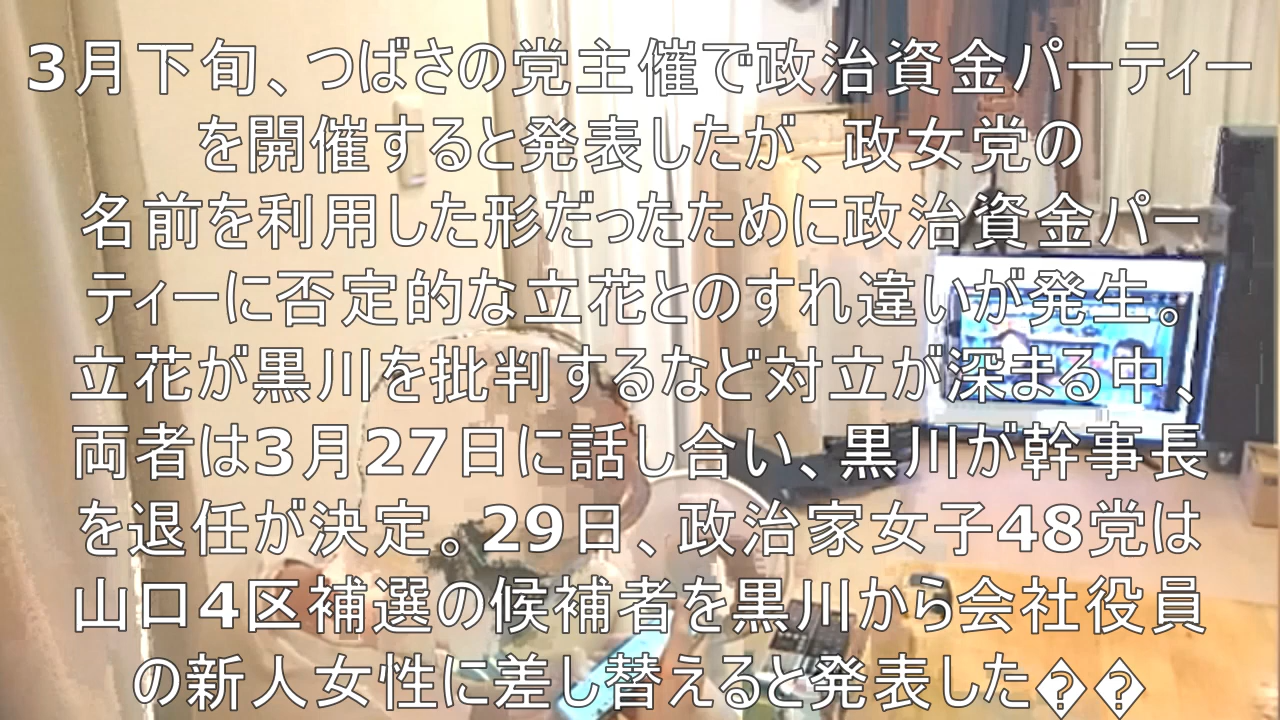 3月下旬、つばさの党主催で政治資金パーティー
を開催すると発表したが、政女党の
名前を利用した形だったために政治資金パー
ティーに否定的な立花とのすれ違いが発生。
立花が黒川を批判するなど対立が深まる中、
両者は3月27日に話し合い、黒川が幹事長
を退任が決定。29日、政治家女子48党は
山口4区補選の候補者を黒川から会社役員
の新人女性に差し替えると発表した��